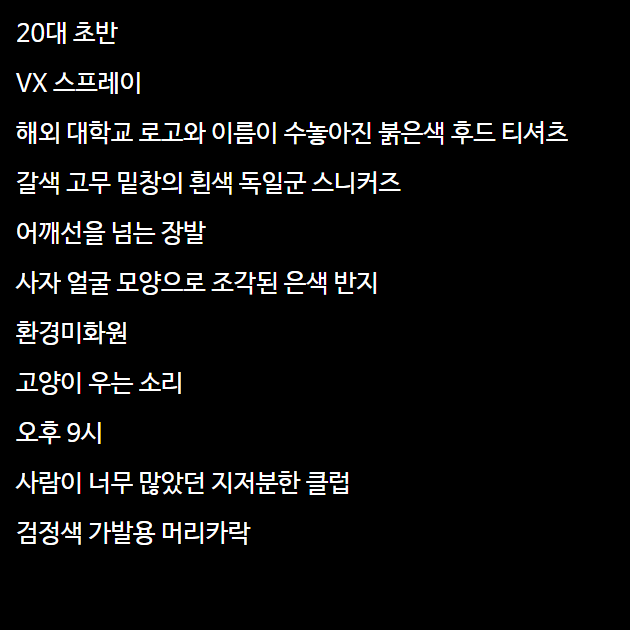 20대 초반
VX 스프레이
해외 대학교 로고와 이름이 수놓아진 붉은색 후드 티셔츠
갈색 고무 밑창의 흰색 독일군 스니커즈
어깨선을 넘는 장발
사자 얼굴 모양으로 조각된 은색 반지
환경미화원
고양이 우는 소리
오후 9시
사람이 너무 많았던 지저분한 클럽
검정색 가발용 머리카락